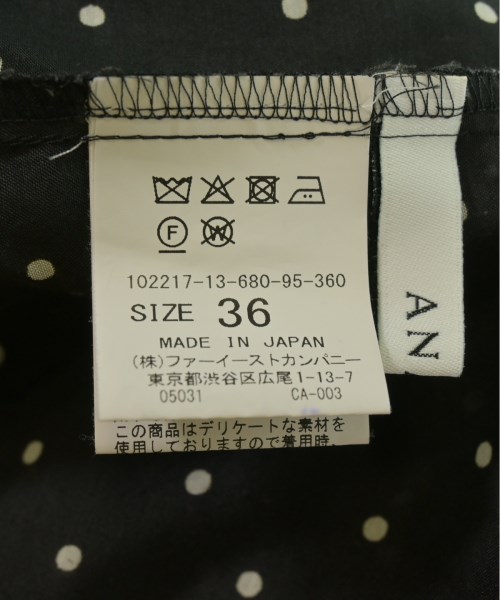 F W
102217-13-680-95-360
SIZE 36
MADE IN JAPAN
(株)ファーイーストカンパニー
東京都渋谷区広尾1-13-7
05031 CA-003
この商品はデリケートな素材を
使用しておりますので着用時、
AN